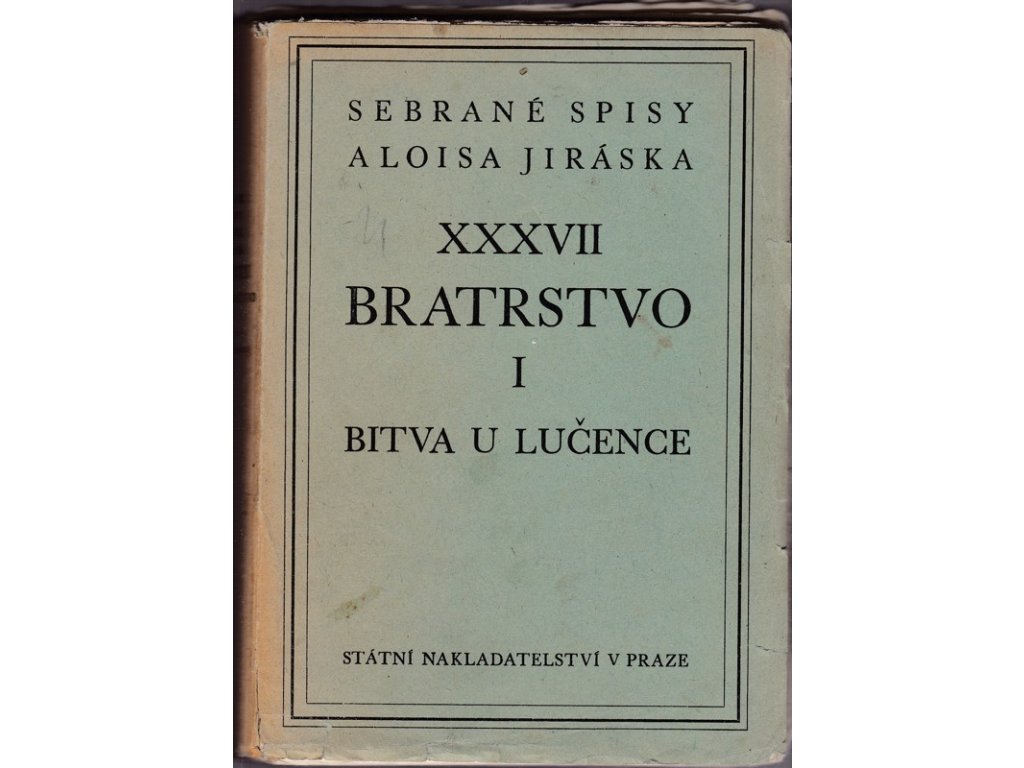 SEBRANÉ SPISY
ALOISA JIRÁSKA
XXXVII
BRATRSTVO
I
BITVA U LUČENCE
STÁTNÍ NAKLADATELSTVÍ V PRAZE